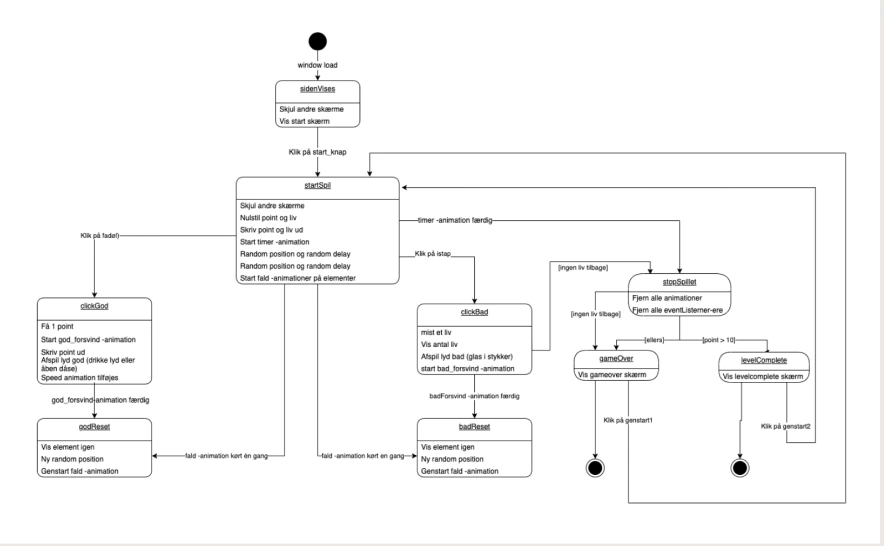 window load
sidenVises
Skjul andre skærme
Vis start skærm
Klik på start_knap
startSpil
Skjul andre skærme
Nulstil point og liv
Skriv point og liv ud
Start timer -animation
Random position og random delay
Random position og random delay
Start fald -animationer på elementer
Klik på fadøl)
timer -animation færdig
Klik på istap
[ingen liv tilbage]
stopSpillet
Fjern alle animationer
Fjern alle eventListerner-ere
clickGod
Få 1 point
Start god_forsvind -animation
Skriv point ud
Afspil lyd god (drikke lyd eller
åben dåse)
Speed animation tilføjes
clickBad
mist et liv
Vis antal liv
Afspil lyd bad (glas i stykker)
start bad_forsvind -animation
[ingen liv tilbage]
[ellers]
[point > 10]
gameOver
Vis gameover skærm
levelComplete
Vis levelcomplete skærm
god_forsvind-animation færdig
badForsvind -animation færdig
Klik på genstart1
Klik på genstart2
godReset
Vis element igen
Ny random position
Genstart fald -animation
fald -animation kørt én gang
fald -animation kørt en gang
badReset
Vis element igen
Ny random position
Genstart fald -animation